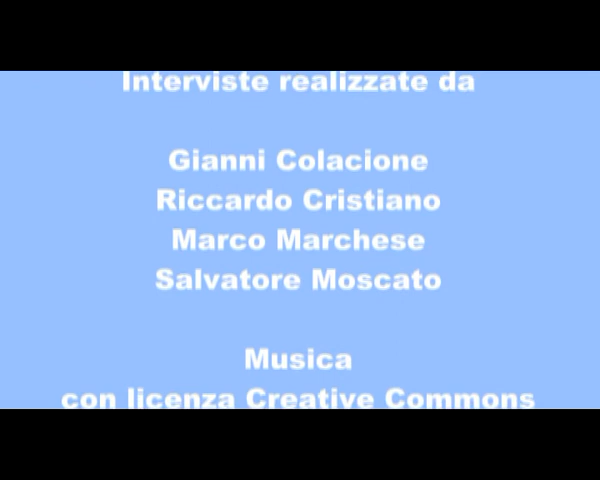 Interviste realizzate da
Gianni Colacione
Riccardo Cristiano
Marco Marchese
Salvatore Moscato
Musica
con licenza Creative Commons